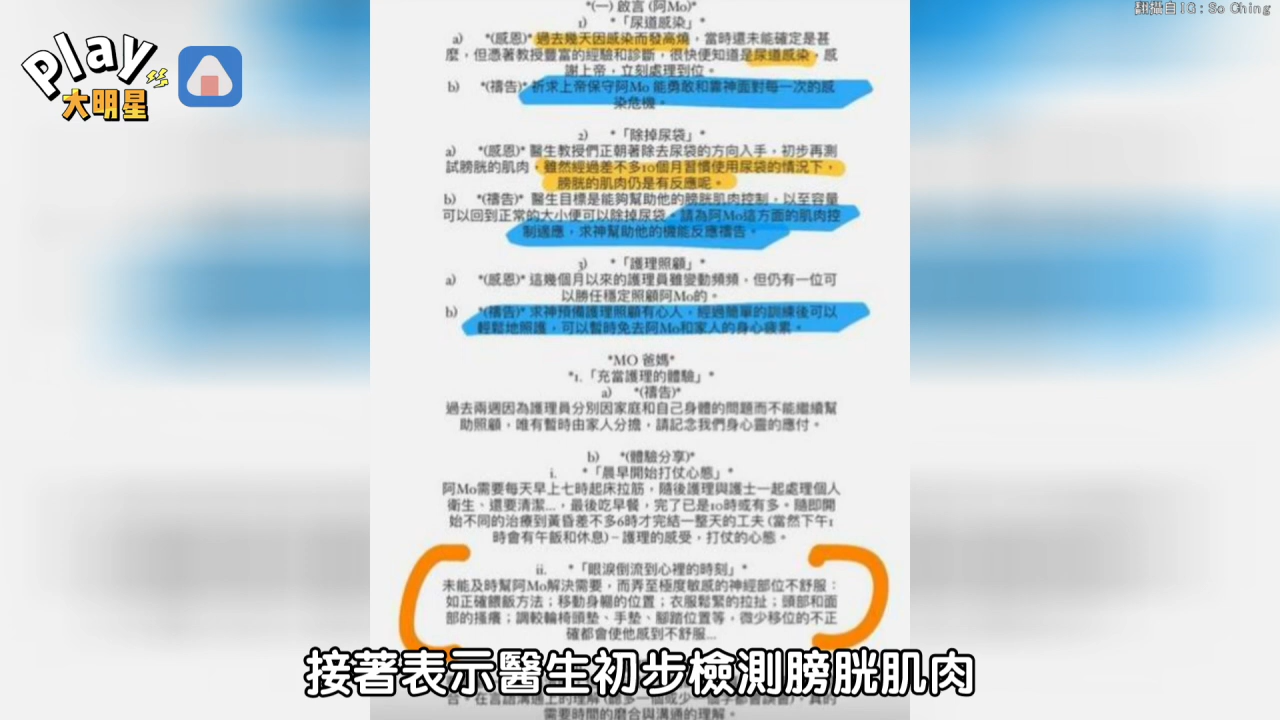 翻攝自IG：So Ching
Play
大明星
*(一) 啟言 (阿Mo)*
1) *「尿道感染」*
a) *(感恩)* 過去幾天因感染而發高燒，當時還未能確定是甚
麼，但憑著教授豐富的經驗和診斷，很快便知道是尿道感染，感
謝上帝，立刻處理到位。
b) *(禱告)* 祈求上帝保守阿Mo 能勇敢和靠神面對每一次的感
染危機。
2) *「除掉尿袋」*
a) *(感恩)* 醫生教授們正朝著除去尿袋的方向入手，初步再測
試膀胱的肌肉，雖然經過差不多10個月習慣使用尿袋的情況下，
膀胱的肌肉仍是有反應呢。
b) *(禱告)* 醫生目標是能夠幫助他的膀胱肌肉控制，以至容量
可以回到正常的大小便可以除掉尿袋。請為阿Mo這方面的肌肉控
制適應，求神幫助他的機能反應禱告。
3) *「護理照顧」*
a) *(感恩)* 這幾個月以來的護理員雖變動頻頻，但仍有一位可
以勝任穩定照顧阿Mo的。
b) *(禱告)* 求神預備護理照顧有心人，經過簡單的訓練後可以
輕鬆地照護，可以暫時免去阿Mo和家人的身心疲累。
*MO 爸媽*
*1.「充當護理的體驗」*
a) *(禱告)*
過去兩週因為護理員分別因家庭和自己身體的問題而不能繼續幫
助照顧，唯有暫時由家人分擔，請記念我們身心靈的應付。
b) *(體驗分享)*
i. *「晨早開始打仗心態」*
阿Mo需要每天早上七時起床拉筋，隨後護理與護士一起處理個人
衛生、還要清潔...，最後吃早餐，完了已是10時或有多。隨即開
始不同的治療到黃昏差不多6時才完結一整天的工夫 (當然下午1
時會有午飯和休息) – 護理的感受，打仗的心態。
ii. *「眼淚倒流到心裡的時刻」*
未能及時幫阿Mo解決需要，而弄至極度敏感的神經部位不舒服：
如正確餵飯方法；移動身軀的位置；衣服鬆緊的拉扯；頭部和面
部的搔癢；調較輪椅頭墊、手墊、腳踏位置等，微少移位的不正
確都會使他感到不舒服...
接著表示醫生初步檢測膀胱肌肉
需要時間的磨合與溝通的理解。